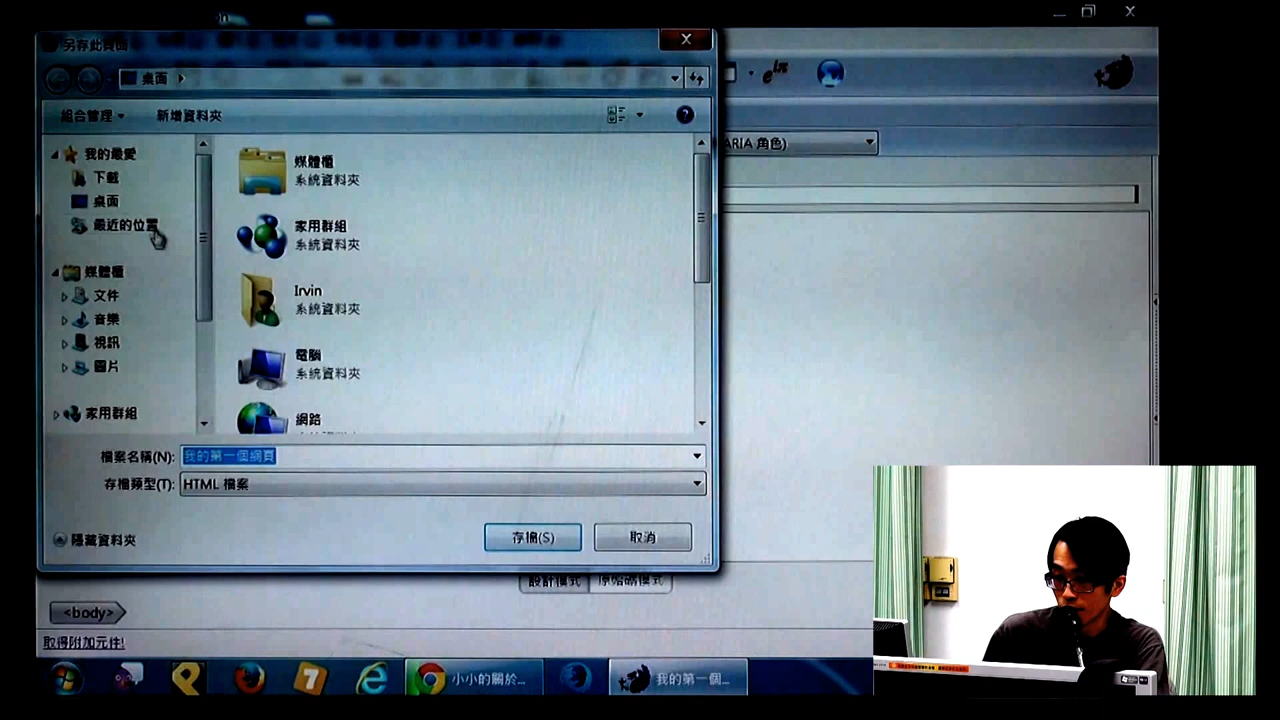 另存此頁面
桌面
組合管理
新增資料夾
ARIA 角色)
我的最愛
下載
桌面
最近的位置
媒體櫃
文件
音樂
視訊
圖片
家用群組
媒體櫃
系統資料夾
家用群組
系統資料夾
Irvin
系統資料夾
電腦
系統資料夾
網路
檔案名稱(N):
我的第一個網頁
存檔類型(T):
HTML 檔案
隱藏資料夾
存檔(S)
取消
設計模式
原始碼模式
<body>
取得附加元件!
小小的關於...
我的第一個...